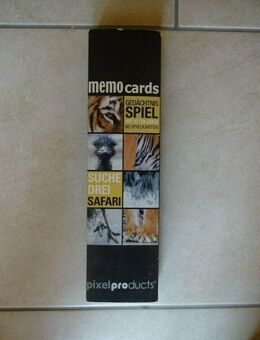 memo cards
GEDÄCHTNIS
SPIEL
60 SPIELKARTEN
SUCHE
DREI
SAFARI
pixelproducts®